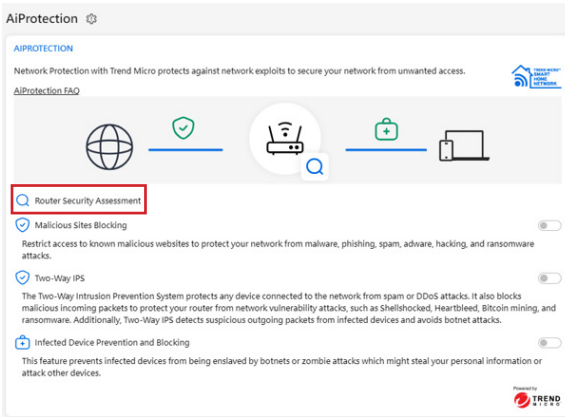 AiProtection
AIPROTECTION
Network Protection with Trend Micro protects against network exploits to secure your network from unwanted access.
TREND MICRO™
SMART
HOME
NETWORK
AiProtection FAQ
Router Security Assessment
Malicious Sites Blocking
Restrict access to known malicious websites to protect your network from malware, phishing, spam, adware, hacking, and ransomware
attacks.
Two-Way IPS
The Two-Way Intrusion Prevention System protects any device connected to the network from spam or DDoS attacks. It also blocks
malicious incoming packets to protect your router from network vulnerability attacks, such as Shellshocked, Heartbleed, Bitcoin mining, and
ransomware. Additionally, Two-Way IPS detects suspicious outgoing packets from infected devices and avoids botnet attacks.
Infected Device Prevention and Blocking
This feature prevents infected devices from being enslaved by botnets or zombie attacks which might steal your personal information or
attack other devices.
Powered by
TREND
MICRO